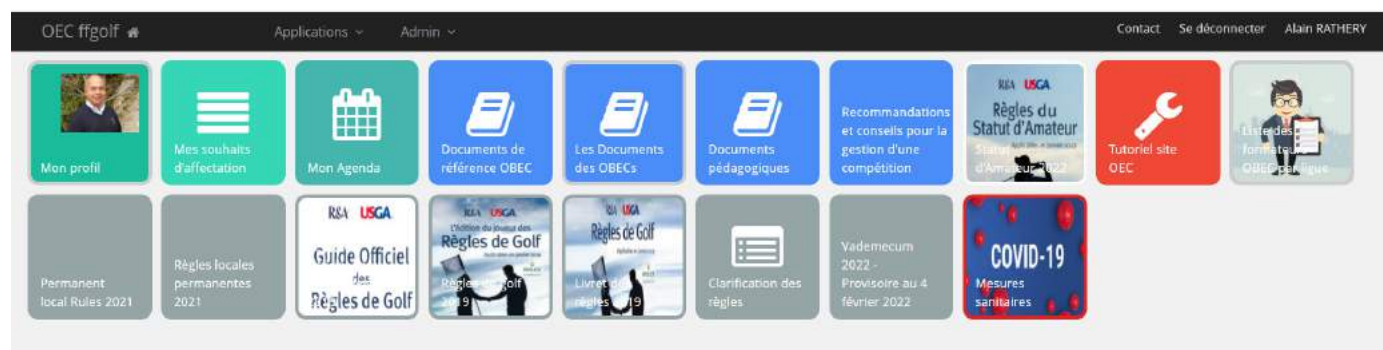 OEC ffgolf
Applications
Admin
Contact
Se déconnecter
Alain RATHERY
Mon profil
Mes souhaits
d'affectation
Mon Agenda
Documents de
référence OBEC
Les Documents
des OBECs
Documents
pédagogiques
Recommandations
et conseils pour la
gestion d'une
compétition
R&A USGA
Règles du
Statut d'Amateur
Statut
d'Amateur 2022
Tutoriel site
OEC
Liste des
formateurs
OBEC par ligue
Permanent
local Rules 2021
Règles locales
permanentes
2021
R&A USGA
Guide Officiel
des
Règles de Golf
R&A USGA
L'édition du joueur des
Règles de Golf
Règles de golf
2019
R&A USGA
Règles de Golf
Livret des
règles 2019
Clarification des
règles
Vademecum
2022 -
Provisoire au 4
février 2022
COVID-19
Mesures
sanitaires